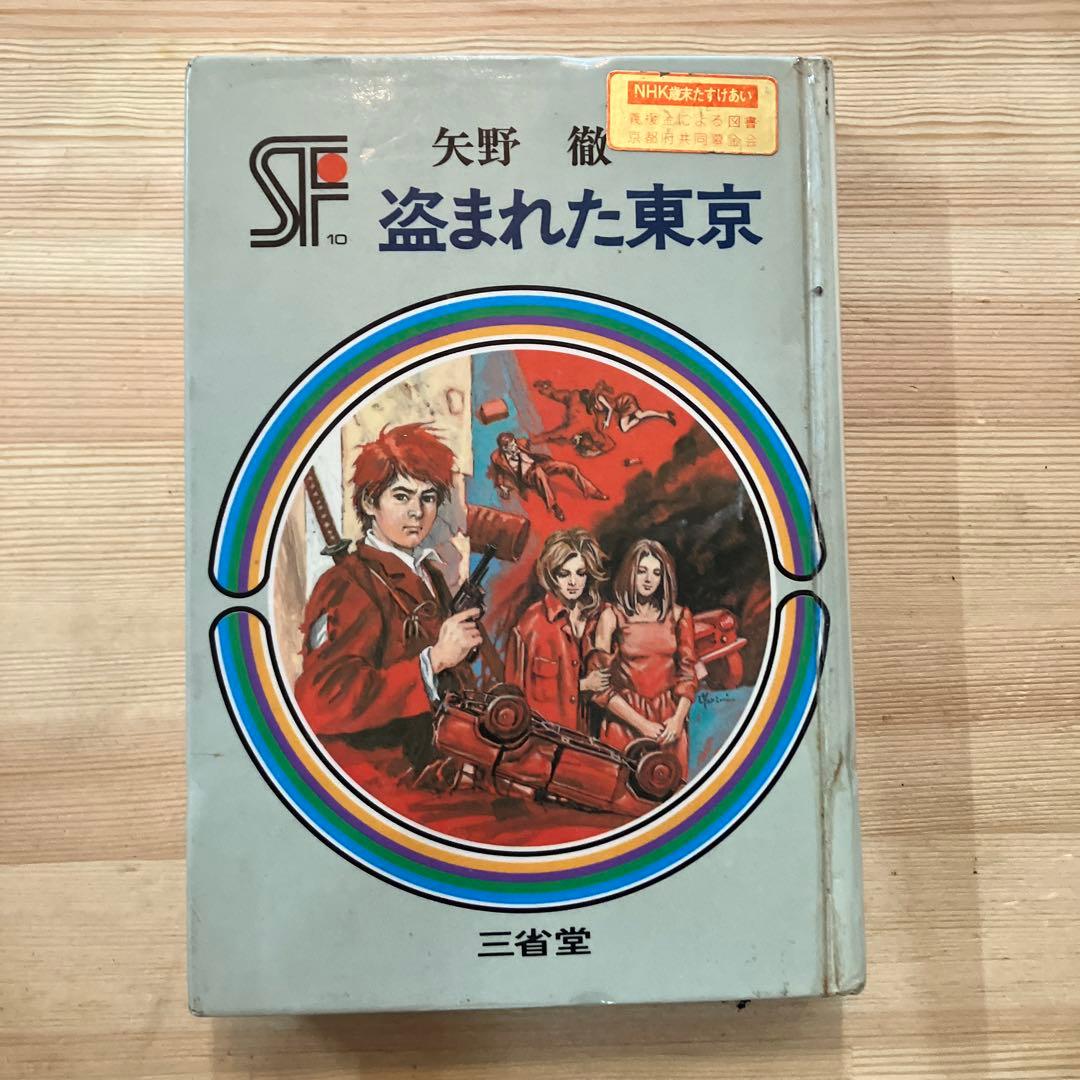 NHK歳末たすけあい
義援金による図書
京都府共同募金会
矢野 徹
SF
10
盗まれた東京
三省堂